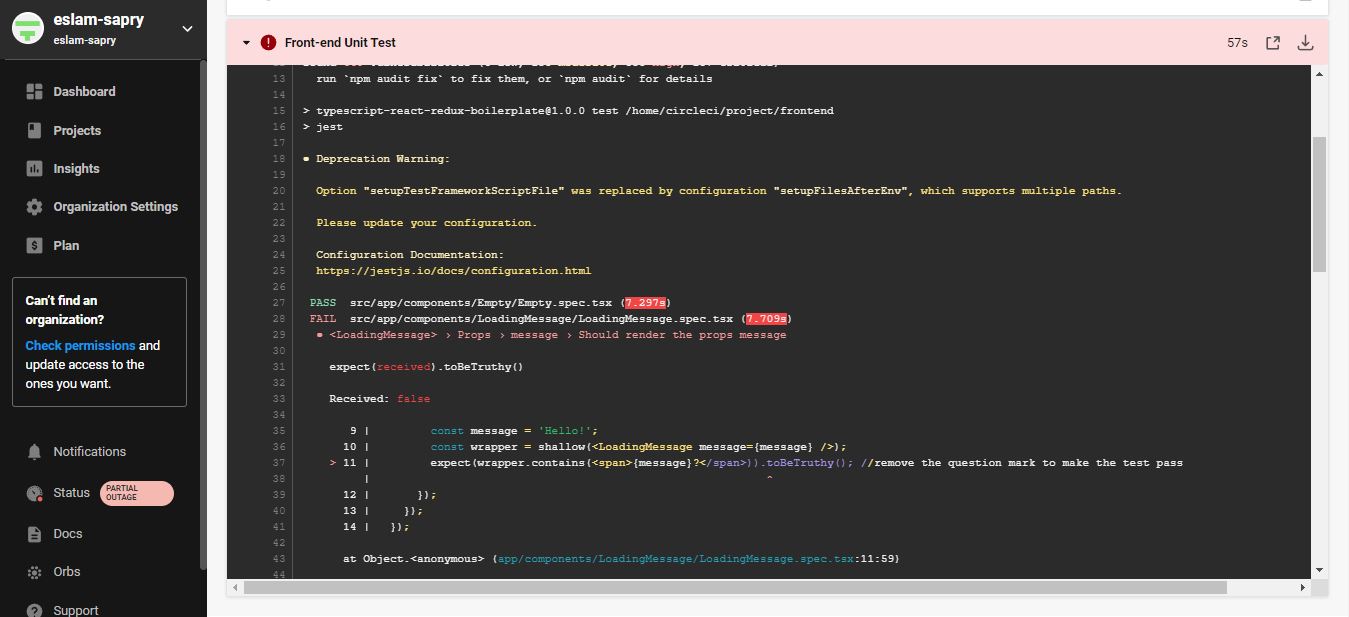 eslam-sapry
eslam-sapry
Dashboard
Projects
Insights
Organization Settings
Plan
Can't find an
organization?
Check permissions and
update access to the
ones you want.
Notifications
Status PARTIAL OUTAGE
Docs
Orbs
Support
Front-end Unit Test 57s
13 run `npm audit fix` to fix them, or `npm audit` for details
14
15 > typescript-react-redux-boilerplate@1.0.0 test /home/circleci/project/frontend
16 > jest
17
18 ● Deprecation Warning:
19
20 Option "setupTestFrameworkScriptFile" was replaced by configuration "setupFilesAfterEnv", which supports multiple paths.
21
22 Please update your configuration.
23
24 Configuration Documentation:
25 https://jestjs.io/docs/configuration.html
26
27 PASS src/app/components/Empty/Empty.spec.tsx (7.297s)
28 FAIL src/app/components/LoadingMessage/LoadingMessage.spec.tsx (7.709s)
29 ● <LoadingMessage> › Props › message › Should render the props message
30
31 expect(received).toBeTruthy()
32
33 Received: false
34
35 9 | const message = 'Hello!';
36 10 | const wrapper = shallow(<LoadingMessage message={message} />);
37 > 11 | expect(wrapper.contains(<span>{message}?</span>)).toBeTruthy(); //remove the question mark to make the test pass
38 | ^
39 12 | });
40 13 | });
41 14 | });
42
43 at Object.<anonymous> (app/components/LoadingMessage/LoadingMessage.spec.tsx:11:59)
44